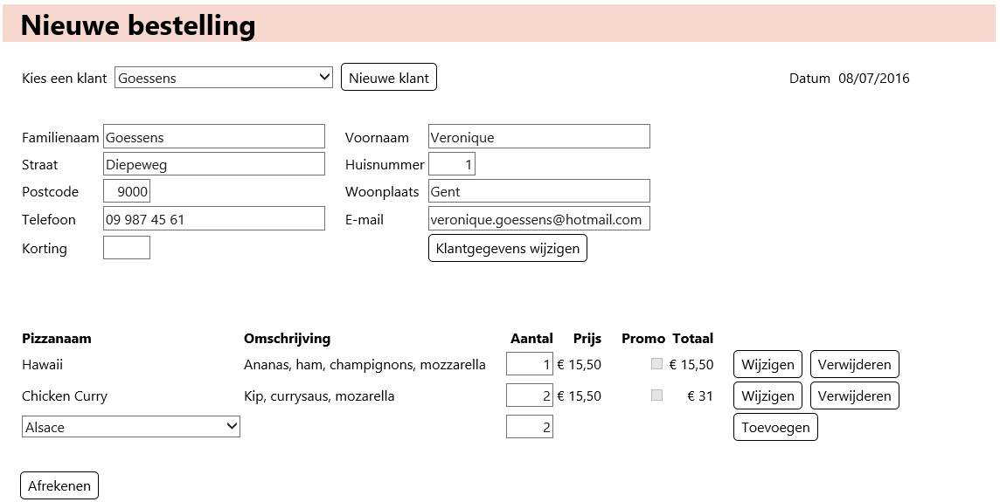 Nieuwe bestelling
Kies een klant Goessens Nieuwe klant Datum 08/07/2016
Familienaam Goessens Voornaam Veronique
Straat Diepeweg Huisnummer 1
Postcode 9000 Woonplaats Gent
Telefoon 09 987 45 61 E-mail veronique.goessens@hotmail.com
Korting Klantgegevens wijzigen
Pizzanaam Omschrijving Aantal Prijs Promo Totaal
Hawaii Ananas, ham, champignons, mozzarella 1 € 15,50 € 15,50 Wijzigen Verwijderen
Chicken Curry Kip, currysaus, mozarella 2 € 15,50 € 31 Wijzigen Verwijderen
Alsace 2 Toevoegen
Afrekenen